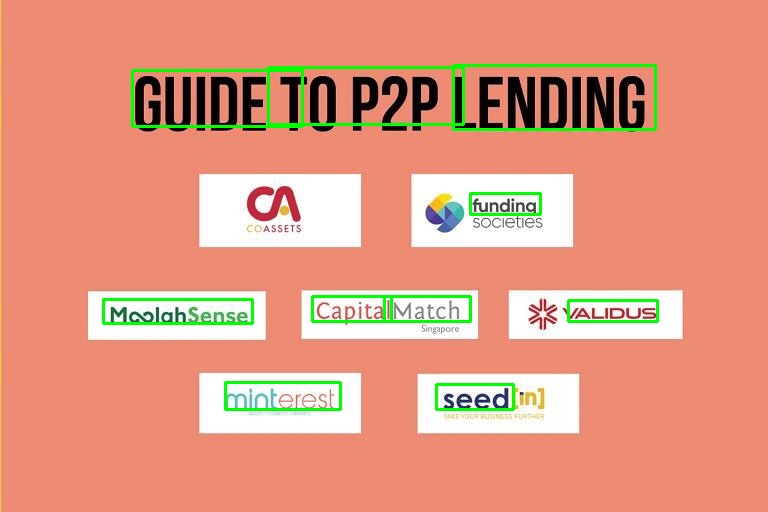 GUIDE TO P2P LENDING
CA
COASSETS
funding
societies
MoolahSense
CapitalMatch
Singapore
VALIDUS
minterest
seed[in]
TAKE YOUR BUSINESS FURTHER